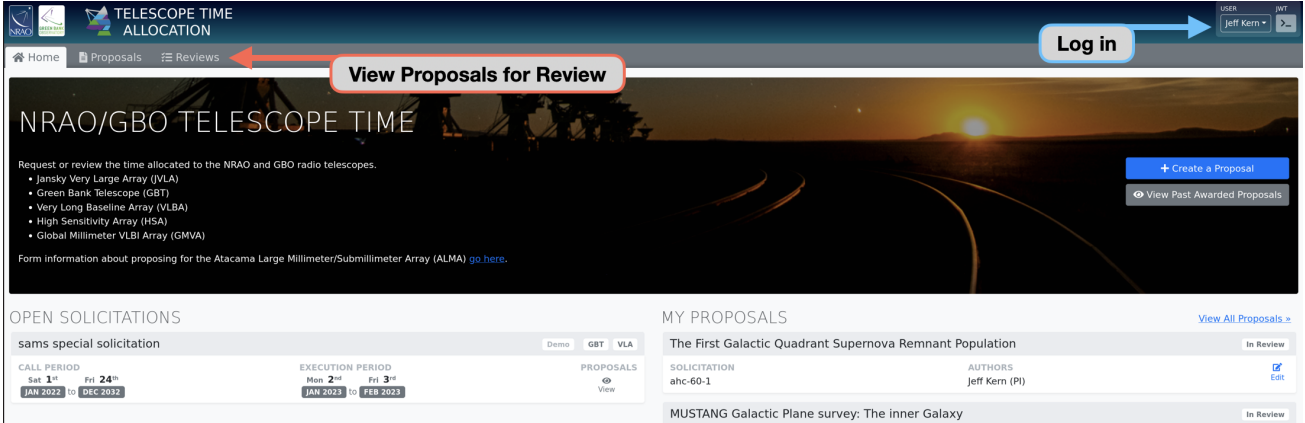 NRAO
GREEN BANK
OBSERVATORY
TELESCOPE TIME
ALLOCATION
USER
JWT
Jeff Kern
>_
Log in
Home
Proposals
Reviews
View Proposals for Review
NRAO/GBO TELESCOPE TIME
Request or review the time allocated to the NRAO and GBO radio telescopes.
• Jansky Very Large Array (JVLA)
• Green Bank Telescope (GBT)
• Very Long Baseline Array (VLBA)
• High Sensitivity Array (HSA)
• Global Millimeter VLBI Array (GMVA)
Form information about proposing for the Atacama Large Millimeter/Submillimeter Array (ALMA) go here.
+ Create a Proposal
View Past Awarded Proposals
OPEN SOLICITATIONS
sams special solicitation
Demo
GBT
VLA
CALL PERIOD
EXECUTION PERIOD
PROPOSALS
Sat 1st
Fri 24th
Mon 2nd
Fri 3rd
JAN 2022 to DEC 2032
JAN 2023 to FEB 2023
View
MY PROPOSALS
View All Proposals »
The First Galactic Quadrant Supernova Remnant Population
In Review
SOLICITATION
AUTHORS
ahc-60-1
Jeff Kern (PI)
Edit
MUSTANG Galactic Plane survey: The inner Galaxy
In Review